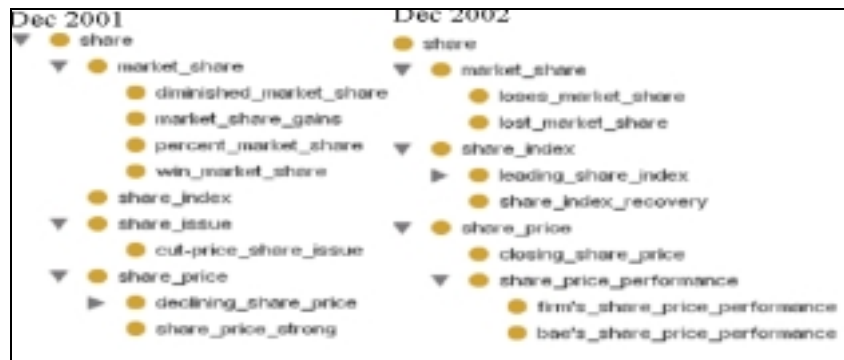 Dec 2001
share
market_share
diminished_market_share
market_share_gains
percent_market_share
win_market_share
share_index
share_issue
cut-price_share_issue
share_price
declining_share_price
share_price_strong
Dec 2002
share
market_share
loses_market_share
lost_market_share
share_index
leading_share_index
share_index_recovery
share_price
closing_share_price
share_price_performance
firm's_share_price_performance
bae's_share_price_performance